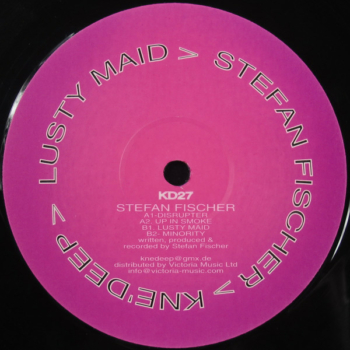 LUSTY MAID > STEFAN FISCHER > KNE'DEEP >
KD27
STEFAN FISCHER
A1-DISRUPTER
A2. UP IN SMOKE
B1. LUSTY MAID
B2- MINORITY
written, produced &
recorded by Stefan Fischer
knedeep@gmx.de
distributed by Victoria Music Ltd
info@victoria-music.com